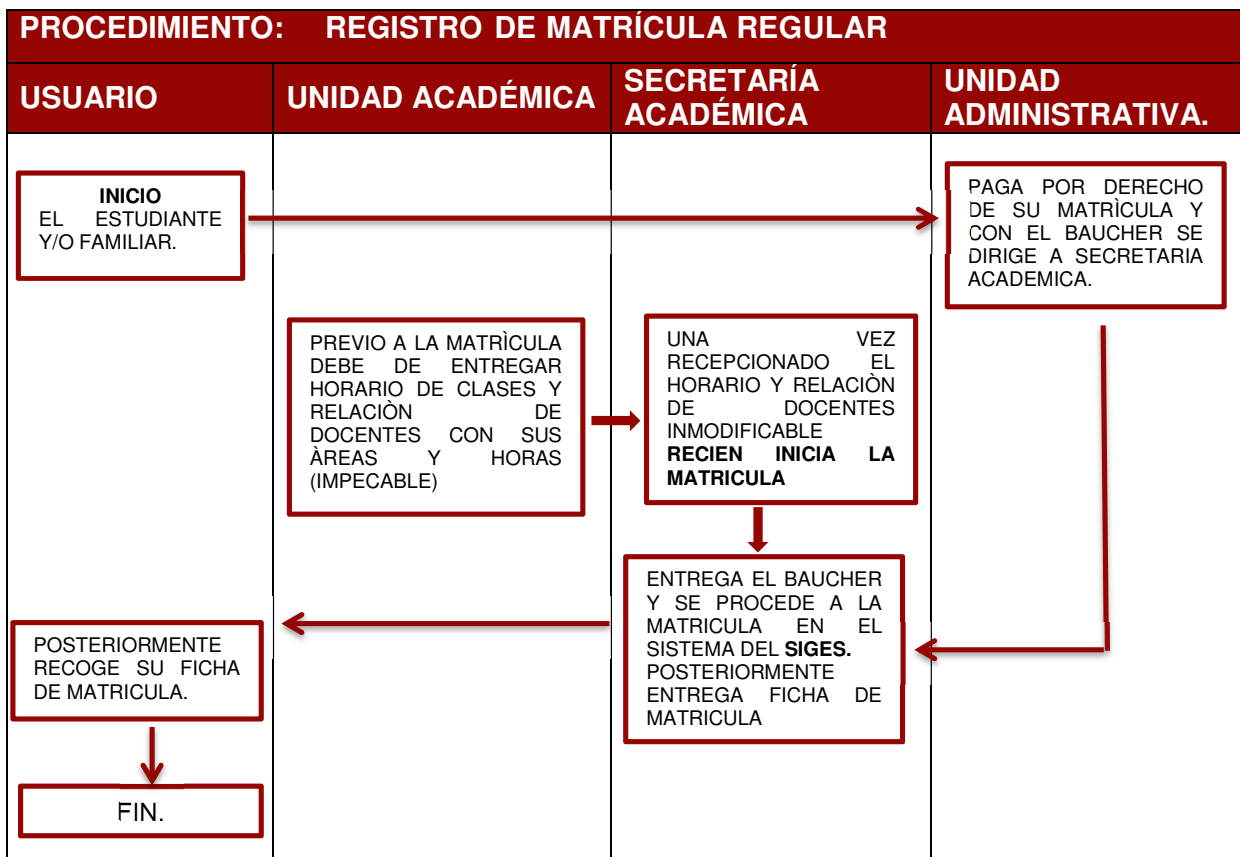 PROCEDIMIENTO: REGISTRO DE MATRÍCULA REGULAR
USUARIO
UNIDAD ACADÉMICA
SECRETARÍA
ACADÉMICA
UNIDAD
ADMINISTRATIVA.
INICIO
EL ESTUDIANTE
Y/O FAMILIAR.
PAGA POR DERECHO
DE SU MATRÌCULA Y
CON EL BAUCHER SE
DIRIGE A SECRETARIA
ACADEMICA.
PREVIO A LA MATRÌCULA
DEBE DE ENTREGAR
HORARIO DE CLASES Y
RELACIÒN DE
DOCENTES CON SUS
ÀREAS Y HORAS
(IMPECABLE)
UNA VEZ
RECEPCIONADO EL
HORARIO Y RELACIÒN
DE DOCENTES
INMODIFICABLE
RECIEN INICIA LA
MATRICULA
ENTREGA EL BAUCHER
Y SE PROCEDE A LA
MATRICULA EN EL
SISTEMA DEL SIGES.
POSTERIORMENTE
ENTREGA FICHA DE
MATRICULA
POSTERIORMENTE
RECOGE SU FICHA
DE MATRICULA.
FIN.